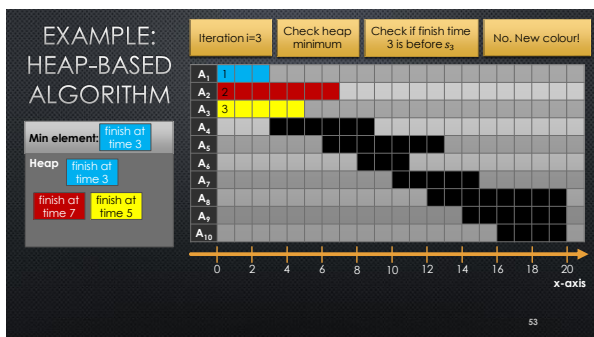 EXAMPLE:
HEAP-BASED
ALGORITHM
Iteration i=3
Check heap
minimum
Check if finish time
3 is before s₃
No. New colour!
Min element:
finish at
time 3
Heap
finish at
time 3
finish at
time 7
finish at
time 5
A₁ 1
A₂ 2
A₃ 3
A₄
A₅
A₆
A₇
A₈
A₉
A₁₀
0 2 4 6 8 10 12 14 16 18 20
x-axis
53